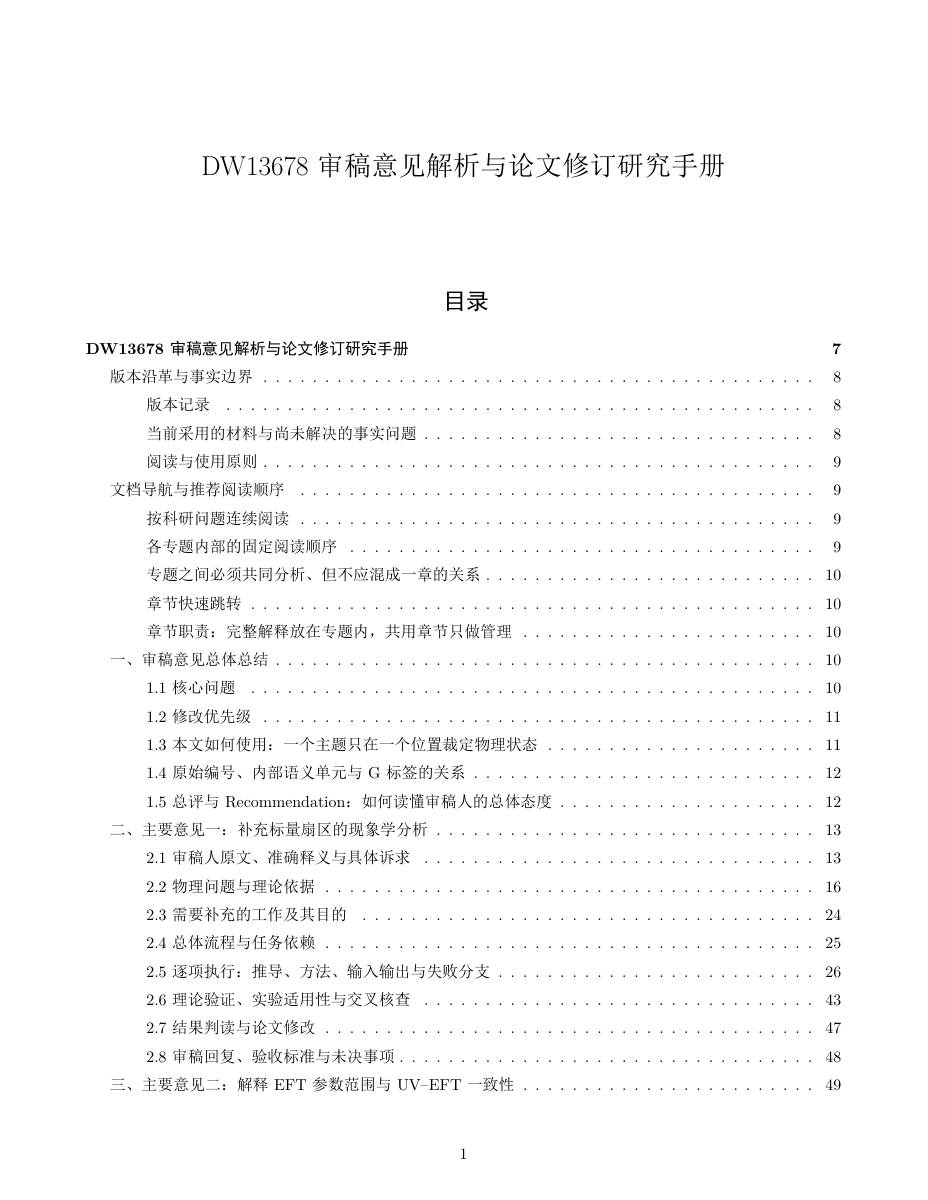 DW13678 审稿意见解析与论文修订研究手册
目录
DW13678 审稿意见解析与论文修订研究手册 7
版本沿革与事实边界 . . . . . . . . . . . . . . . . . . . . 8
版本记录 . . . . . . . . . . . . . . . . . . . . 8
当前采用的材料与尚未解决的事实问题 . . . . . . . . . . . . . . . . . . . . 8
阅读与使用原则 . . . . . . . . . . . . . . . . . . . . 9
文档导航与推荐阅读顺序 . . . . . . . . . . . . . . . . . . . . 9
按科研问题连续阅读 . . . . . . . . . . . . . . . . . . . . 9
各专题内部的固定阅读顺序 . . . . . . . . . . . . . . . . . . . . 9
专题之间必须共同分析、但不应混成一章的关系 . . . . . . . . . . . . . . . . . . . . 10
章节快速跳转 . . . . . . . . . . . . . . . . . . . . 10
章节职责：完整解释放在专题内，共用章节只做管理 . . . . . . . . . . . . . . . . . . . . 10
一、审稿意见总体总结 . . . . . . . . . . . . . . . . . . . . 10
1.1 核心问题 . . . . . . . . . . . . . . . . . . . . 10
1.2 修改优先级 . . . . . . . . . . . . . . . . . . . . 11
1.3 本文如何使用：一个主题只在一个位置裁定物理状态 . . . . . . . . . . . . . . . . . . . . 11
1.4 原始编号、内部语义单元与 G 标签的关系 . . . . . . . . . . . . . . . . . . . . 12
1.5 总评与 Recommendation：如何读懂审稿人的总体态度 . . . . . . . . . . . . . . . . . . . . 12
二、主要意见一：补充标量扇区的现象学分析 . . . . . . . . . . . . . . . . . . . . 13
2.1 审稿人原文、准确释义与具体诉求 . . . . . . . . . . . . . . . . . . . . 13
2.2 物理问题与理论依据 . . . . . . . . . . . . . . . . . . . . 16
2.3 需要补充的工作及其目的 . . . . . . . . . . . . . . . . . . . . 24
2.4 总体流程与任务依赖 . . . . . . . . . . . . . . . . . . . . 25
2.5 逐项执行：推导、方法、输入输出与失败分支 . . . . . . . . . . . . . . . . . . . . 26
2.6 理论验证、实验适用性与交叉核查 . . . . . . . . . . . . . . . . . . . . 43
2.7 结果判读与论文修改 . . . . . . . . . . . . . . . . . . . . 47
2.8 审稿回复、验收标准与未决事项 . . . . . . . . . . . . . . . . . . . . 48
三、主要意见二：解释 EFT 参数范围与 UV–EFT 一致性 . . . . . . . . . . . . . . . . . . . . 49
1